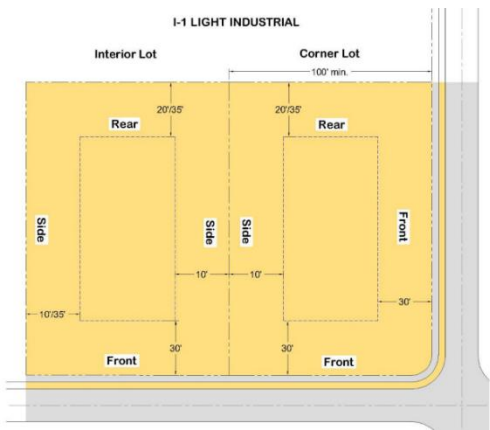 I-1 LIGHT INDUSTRIAL
Interior Lot
Corner Lot
100' min.
20'/35'
20'/35'
Rear
Rear
Side
Side
Side
Front
10'
10'
10'/35'
30'
30'
30'
Front
Front